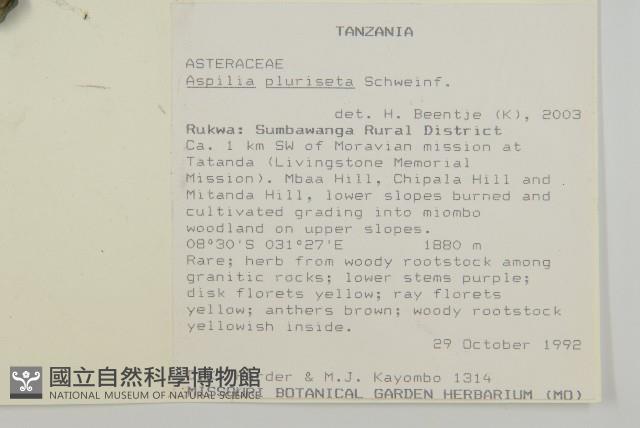 TANZANIA
ASTERACEAE
Aspilia pluriseta Schweinf.
det. H. Beentje (K), 2003
Rukwa: Sumbawanga Rural District
Ca. 1 km SW of Moravian mission at
Tatanda (Livingstone Memorial
Mission). Mbaa Hill, Chipala Hill and
Mitanda Hill, lower slopes burned and
cultivated grading into miombo
woodland on upper slopes.
08°30'S 031°27'E 1880 m
Rare; herb from woody rootstock among
granitic rocks; lower stems purple;
disk florets yellow; ray florets
yellow; anthers brown; woody rootstock
yellowish inside.
29 October 1992
& M.J. Kayombo 1314
MISSOURI BOTANICAL GARDEN HERBARIUM (MO)
國立自然科學博物館
NATIONAL MUSEUM OF NATURAL SCIENCE